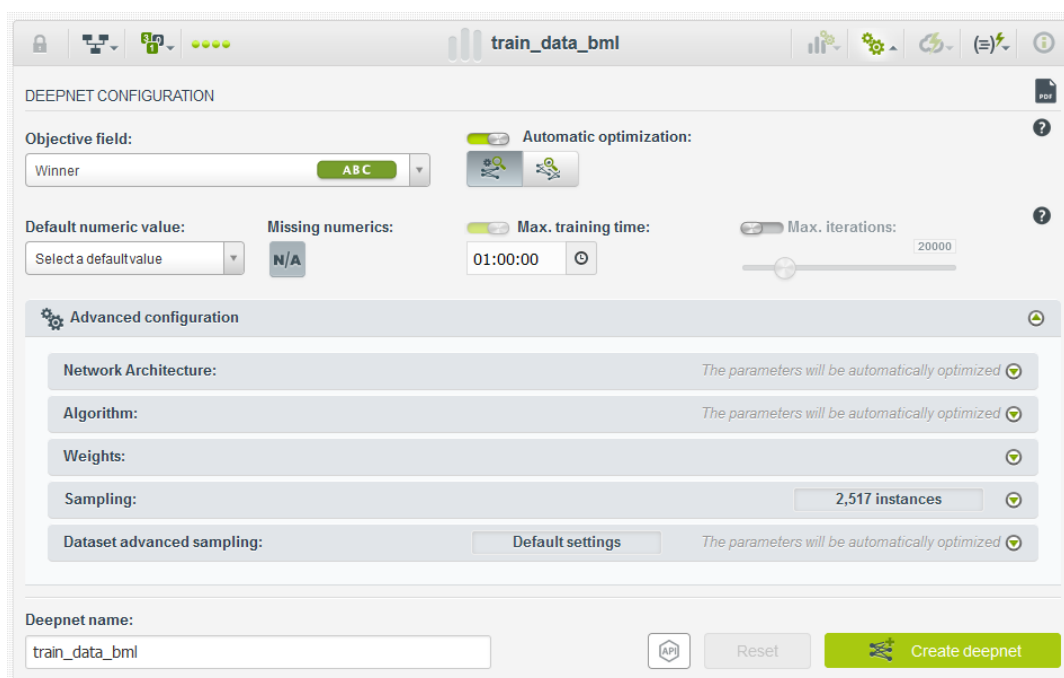 train_data_bml
DEEPNET CONFIGURATION
PDF
Objective field:
Automatic optimization:
Winner ABC
Default numeric value:
Missing numerics:
Max. training time:
Max. iterations:
Select a default value
N/A
01:00:00
20000
Advanced configuration
Network Architecture: The parameters will be automatically optimized
Algorithm: The parameters will be automatically optimized
Weights:
Sampling: 2,517 instances
Dataset advanced sampling: Default settings The parameters will be automatically optimized
Deepnet name:
train_data_bml
API
Reset
Create deepnet